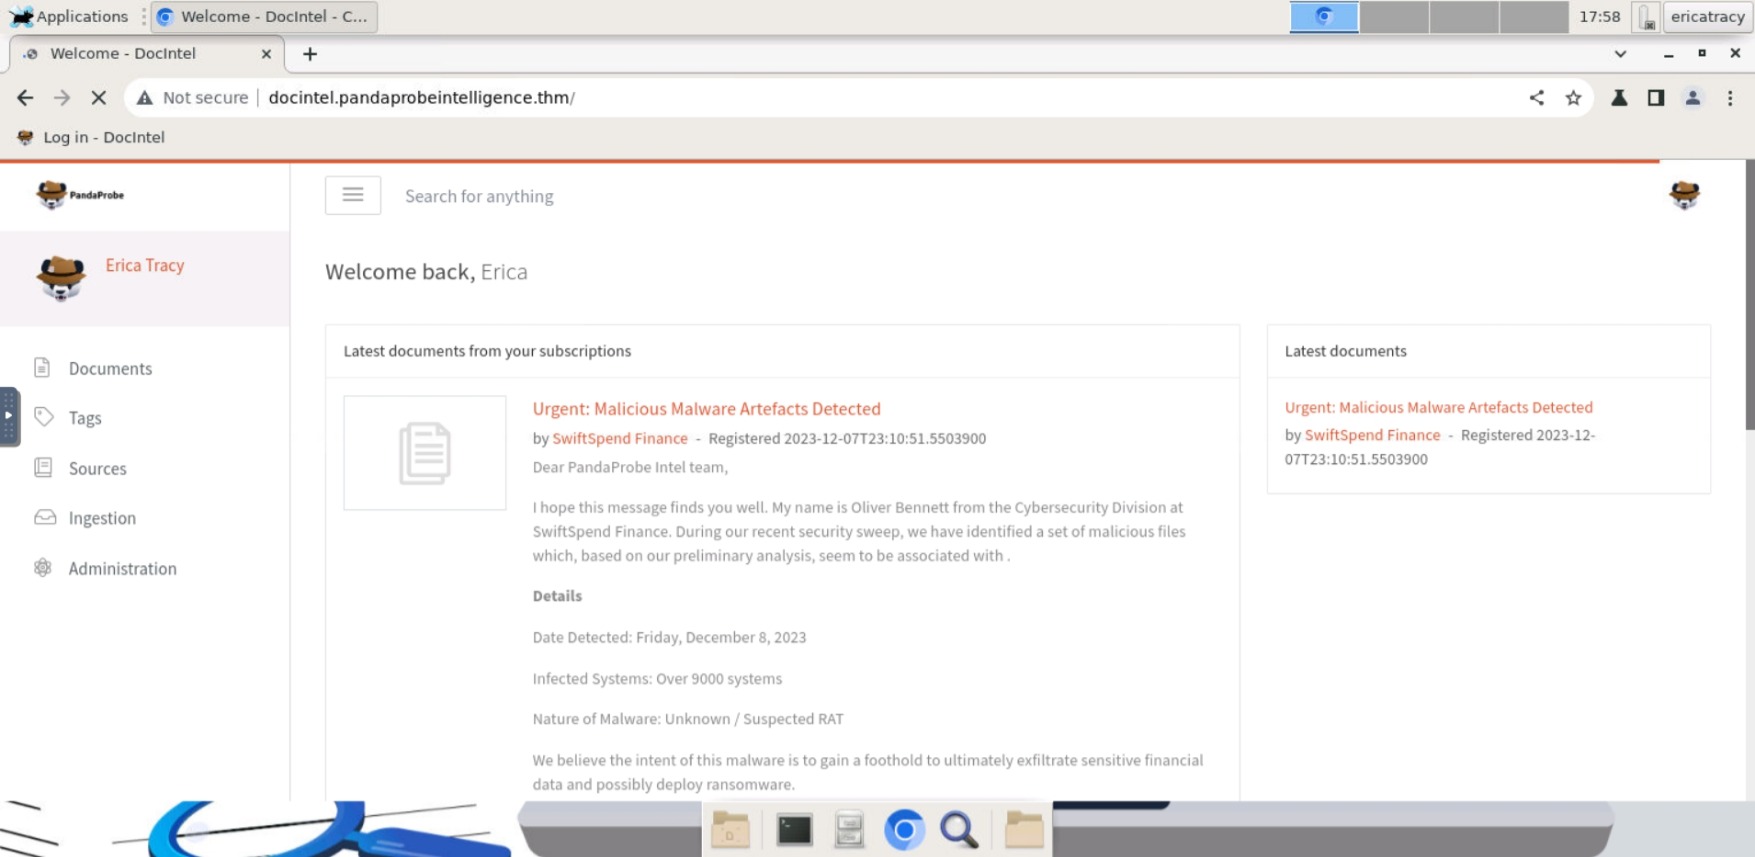 Applications
Welcome - DocIntel - C...
17:58
ericatracy
Welcome - DocIntel
Not secure
docintel.pandaprobeintelligence.thm/
Log in - DocIntel
PandaProbe
Search for anything
Erica Tracy
Welcome back, Erica
Documents
Tags
Sources
Ingestion
Administration
Latest documents from your subscriptions
Urgent: Malicious Malware Artefacts Detected
by SwiftSpend Finance - Registered 2023-12-07T23:10:51.5503900
Dear PandaProbe Intel team,
I hope this message finds you well. My name is Oliver Bennett from the Cybersecurity Division at
SwiftSpend Finance. During our recent security sweep, we have identified a set of malicious files
which, based on our preliminary analysis, seem to be associated with .
Details
Date Detected: Friday, December 8, 2023
Infected Systems: Over 9000 systems
Nature of Malware: Unknown / Suspected RAT
We believe the intent of this malware is to gain a foothold to ultimately exfiltrate sensitive financial
data and possibly deploy ransomware.
Latest documents
Urgent: Malicious Malware Artefacts Detected
by SwiftSpend Finance - Registered 2023-12-
07T23:10:51.5503900